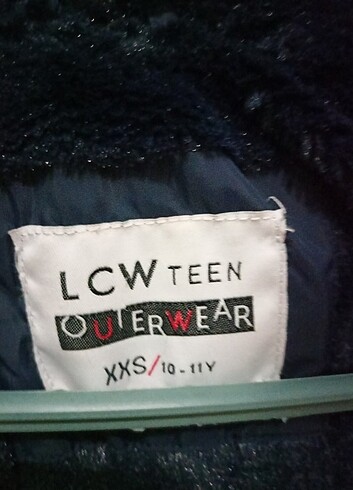 LCW TEEN
OUTERWEAR
XXS/10-11Y